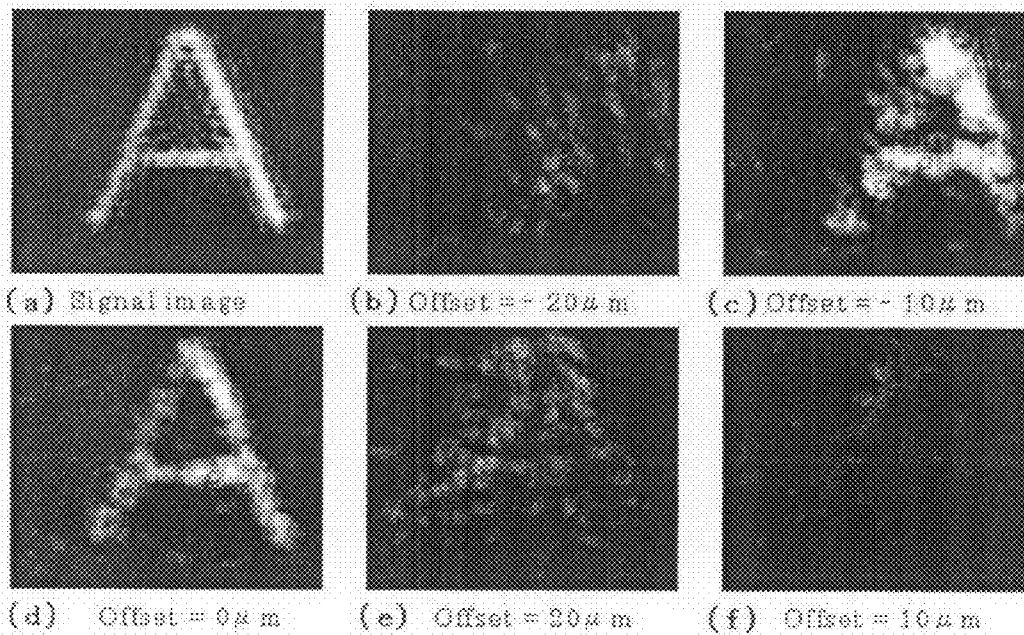 A
(a) Signal image
(b) Offset = - 20μm
(c) Offset = - 10μm
A
(d) Offset = 0μm
(e) Offset = 20μm
(f) Offset = 10μm